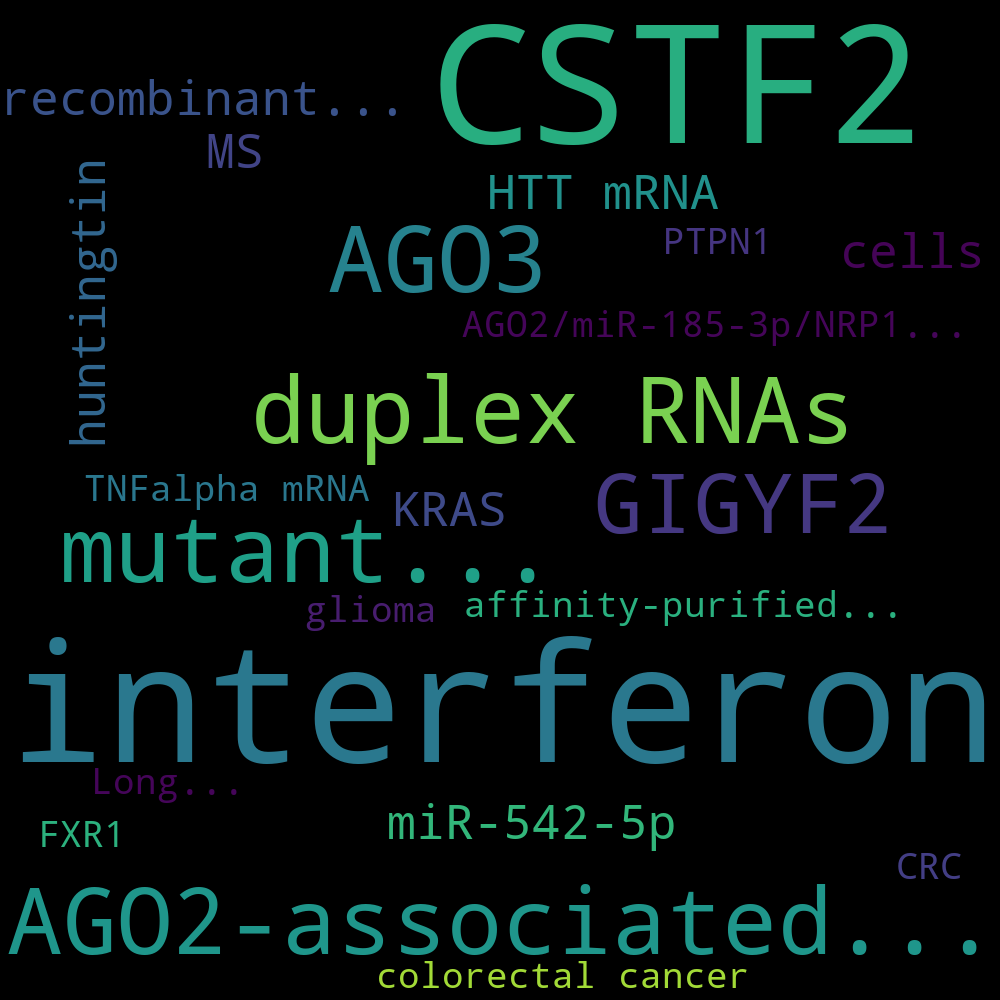 CSTF2
recombinant...
MS
huntingtin
HTT mRNA
AGO3
PTPN1
cells
AGO2/miR-185-3p/NRP1...
duplex RNAs
TNFalpha mRNA
KRAS
GIGYF2
mutant...
glioma
affinity-purified...
interferon
Long...
FXR1
miR-542-5p
CRC
AGO2-associated...
colorectal cancer